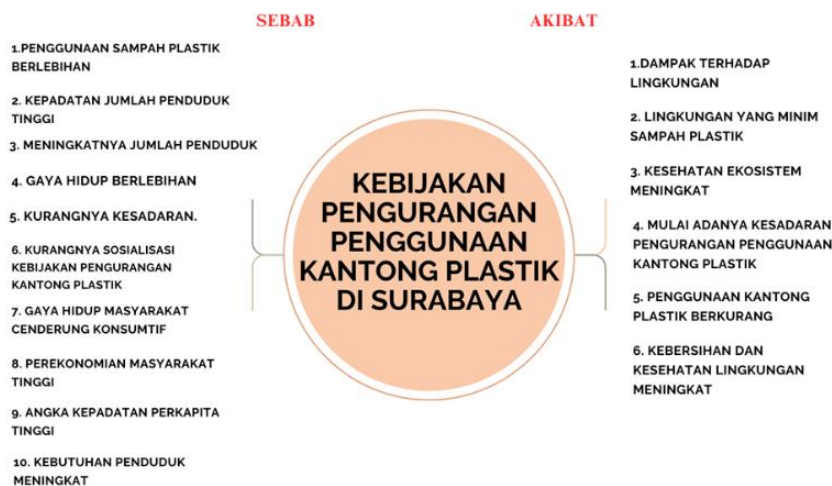 SEBAB
1.PENGGUNAAN SAMPAH PLASTIK
BERLEBIHAN
2. KEPADATAN JUMLAH PENDUDUK
TINGGI
3. MENINGKATNYA JUMLAH PENDUDUK
4. GAYA HIDUP BERLEBIHAN
5. KURANGNYA KESADARAN.
6. KURANGNYA SOSIALISASI
KEBIJAKAN PENGURANGAN
KANTONG PLASTIK
7. GAYA HIDUP MASYARAKAT
CENDERUNG KONSUMTIF
8. PEREKONOMIAN MASYARAKAT
TINGGI
9. ANGKA KEPADATAN PERKAPITA
TINGGI
10. KEBUTUHAN PENDUDUK
MENINGKAT
KEBIJAKAN
PENGURANGAN
PENGGUNAAN
KANTONG PLASTIK
DI SURABAYA
AKIBAT
1.DAMPAK TERHADAP
LINGKUNGAN
2. LINGKUNGAN YANG MINIM
SAMPAH PLASTIK
3. KESEHATAN EKOSISTEM
MENINGKAT
4. MULAI ADANYA KESADARAN
PENGURANGAN PENGGUNAAN
KANTONG PLASTIK
5. PENGGUNAAN KANTONG
PLASTIK BERKURANG
6. KEBERSIHAN DAN
KESEHATAN LINGKUNGAN
MENINGKAT